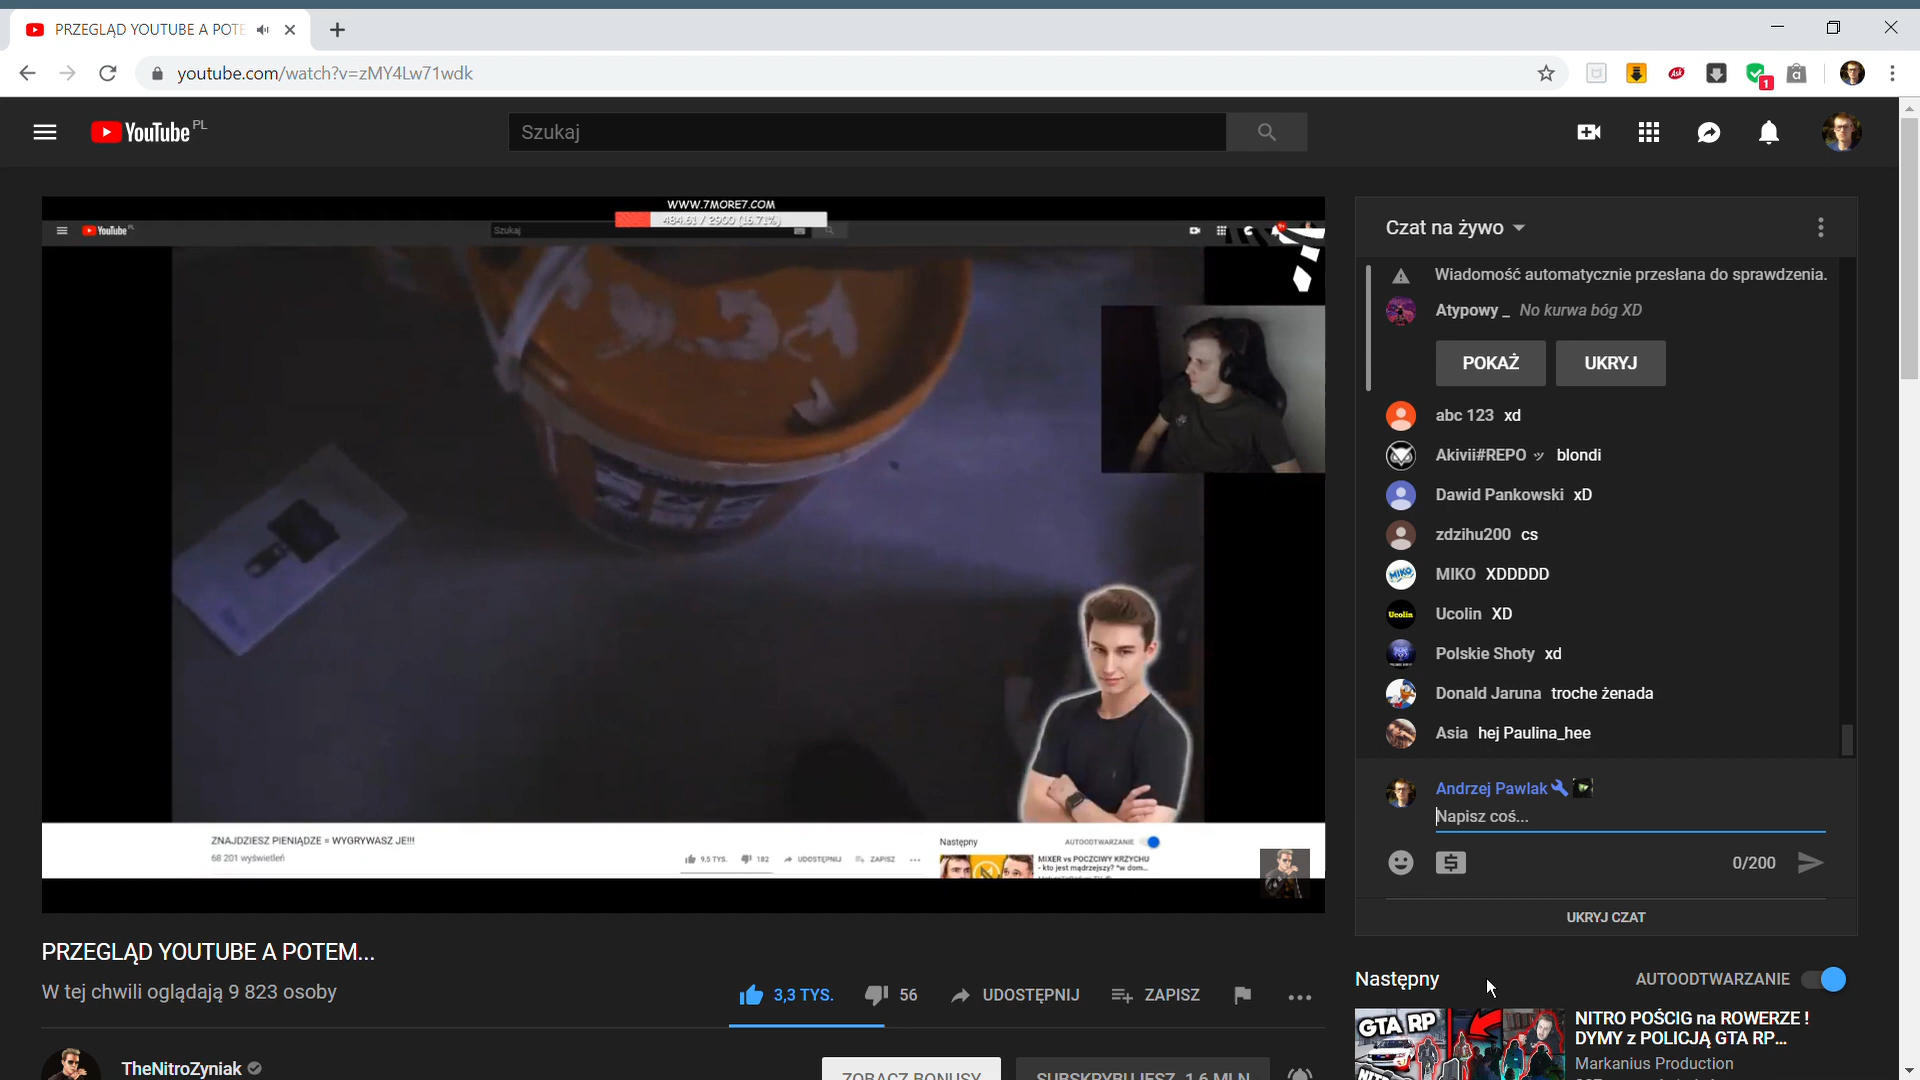 PRZEGLĄD YOUTUBE A POTE
youtube.com/watch?v=zMY4Lw71wdk
Ask
1
YouTube PL
Szukaj
WWW.7MORE7.COM
484.61 / 2900 (16.71%)
YouTube
Szukaj
ZNAJDZIESZ PIENIĄDZE = WYGRYWASZ JE!!!
68 201 wyświetleń
9,5 TYS.
182
UDOSTĘPNIJ
ZAPISZ
Następny
AUTOODTWARZANIE
MIXER vs POCZCIWY KRZYCHU
- kto jest mądrzejszy? "w dom...
PRZEGLĄD YOUTUBE A POTEM...
W tej chwili oglądają 9 823 osoby
3,3 TYS.
56
UDOSTĘPNIJ
ZAPISZ
TheNitroZyniak
ZOBACZ BONUSY
SUBSKRYBUJESZ 1,6 MLN
Czat na żywo
Wiadomość automatycznie przesłana do sprawdzenia.
Atypowy _ No kurwa bóg XD
POKAŻ
UKRYJ
abc 123 xd
Akivii#REPO ッ blondi
Dawid Pankowski xD
zdzihu200 cs
MIKO MIKO XDDDDD
Ucolin Ucolin XD
Polskie Shoty xd
Donald Jaruna troche żenada
Asia hej Paulina_hee
Andrzej Pawlak
Napisz coś...
0/200
UKRYJ CZAT
Następny
AUTOODTWARZANIE
GTA RP
NITRO POŚCIG na ROWERZE !
DYMY z POLICJĄ GTA RP...
Markanius Production